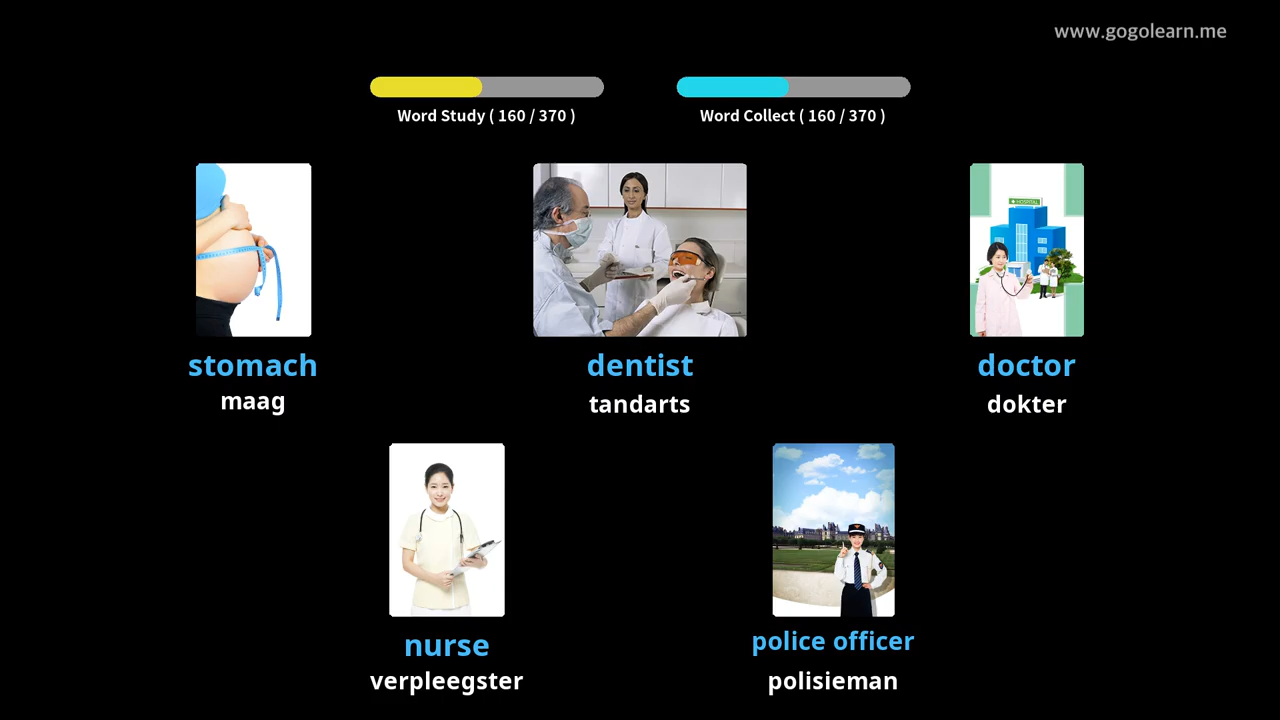 www.gogolearn.me
Word Study ( 160 / 370 )
Word Collect ( 160 / 370 )
HOSPITAL
stomach
maag
dentist
tandarts
doctor
dokter
nurse
verpleegster
police officer
polisieman